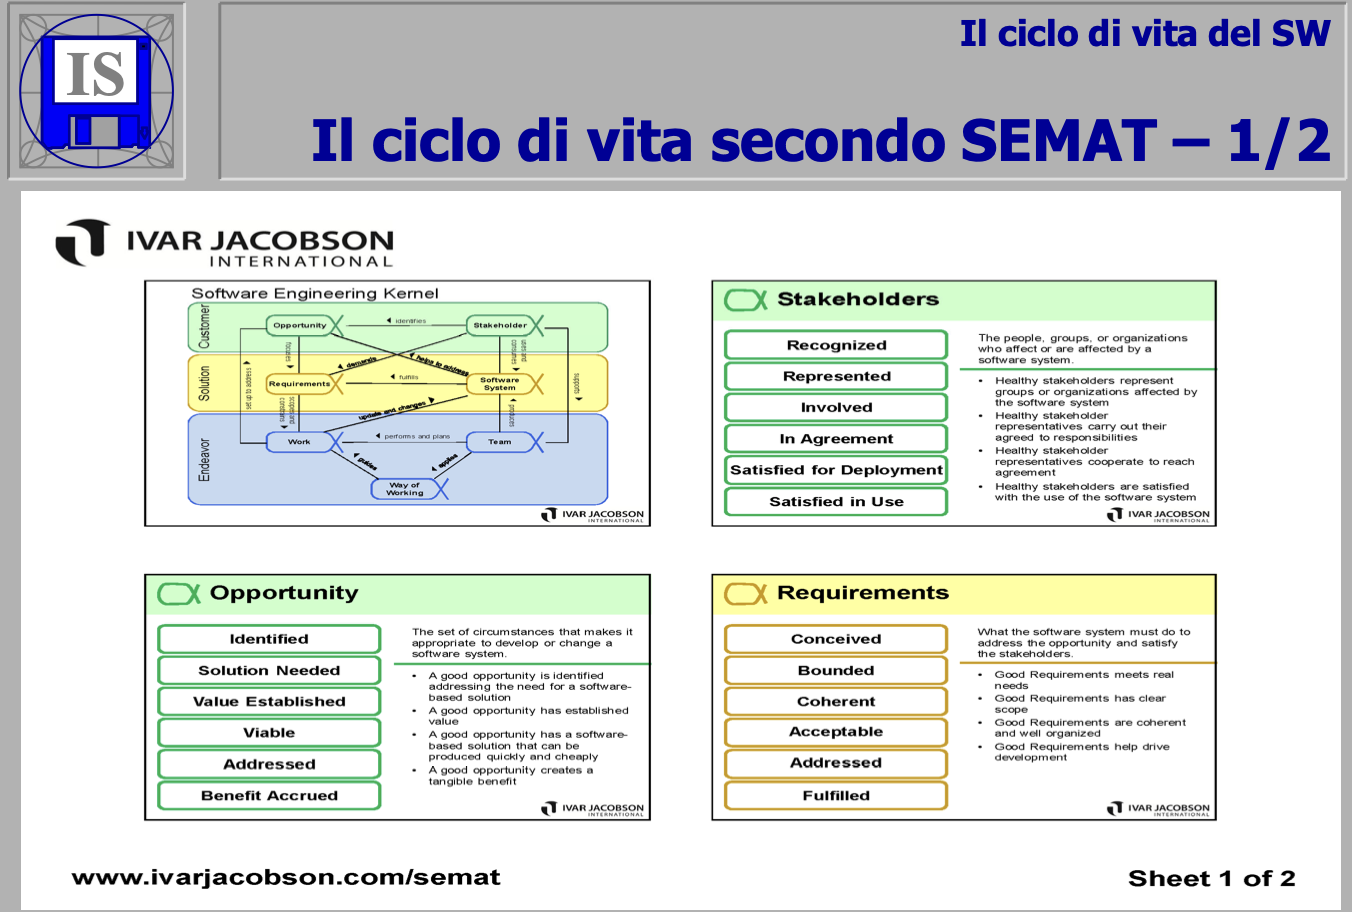 IS
Il ciclo di vita del SW
Il ciclo di vita secondo SEMAT – 1/2
IVAR JACOBSON
INTERNATIONAL
Software Engineering Kernel
Customer
Opportunity
identifies
Stakeholder
focuses
uses and
consumes
demands
helps to address
Solution
set up to address
Requirements
fulfills
Software
System
supports
scopes and
constrains
update and changes
produces
Endeavor
Work
performs and plans
Team
guides
applies
Way of
Working
IVAR JACOBSON
INTERNATIONAL
Stakeholders
Recognized
Represented
Involved
In Agreement
Satisfied for Deployment
Satisfied in Use
The people, groups, or organizations
who affect or are affected by a
software system.
• Healthy stakeholders represent
groups or organizations affected by
the software system
• Healthy stakeholder
representatives carry out their
agreed to responsibilities
• Healthy stakeholder
representatives cooperate to reach
agreement
• Healthy stakeholders are satisfied
with the use of the software system
IVAR JACOBSON
INTERNATIONAL
Opportunity
Identified
Solution Needed
Value Established
Viable
Addressed
Benefit Accrued
The set of circumstances that makes it
appropriate to develop or change a
software system.
• A good opportunity is identified
addressing the need for a software-
based solution
• A good opportunity has established
value
• A good opportunity has a software-
based solution that can be
produced quickly and cheaply
• A good opportunity creates a
tangible benefit
IVAR JACOBSON
INTERNATIONAL
Requirements
Conceived
Bounded
Coherent
Acceptable
Addressed
Fulfilled
What the software system must do to
address the opportunity and satisfy
the stakeholders.
• Good Requirements meets real
needs
• Good Requirements has clear
scope
• Good Requirements are coherent
and well organized
• Good Requirements help drive
development
IVAR JACOBSON
INTERNATIONAL
www.ivarjacobson.com/semat
Sheet 1 of 2